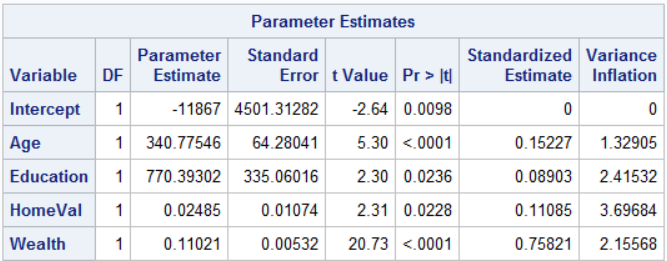 Parameter Estimates
Variable DF Parameter Estimate Standard Error t Value Pr > |t| Standardized Estimate Variance Inflation
Intercept 1 -11867 4501.31282 -2.64 0.0098 0 0
Age 1 340.77546 64.28041 5.30 <.0001 0.15227 1.32905
Education 1 770.39302 335.06016 2.30 0.0236 0.08903 2.41532
HomeVal 1 0.02485 0.01074 2.31 0.0228 0.11085 3.69684
Wealth 1 0.11021 0.00532 20.73 <.0001 0.75821 2.15568